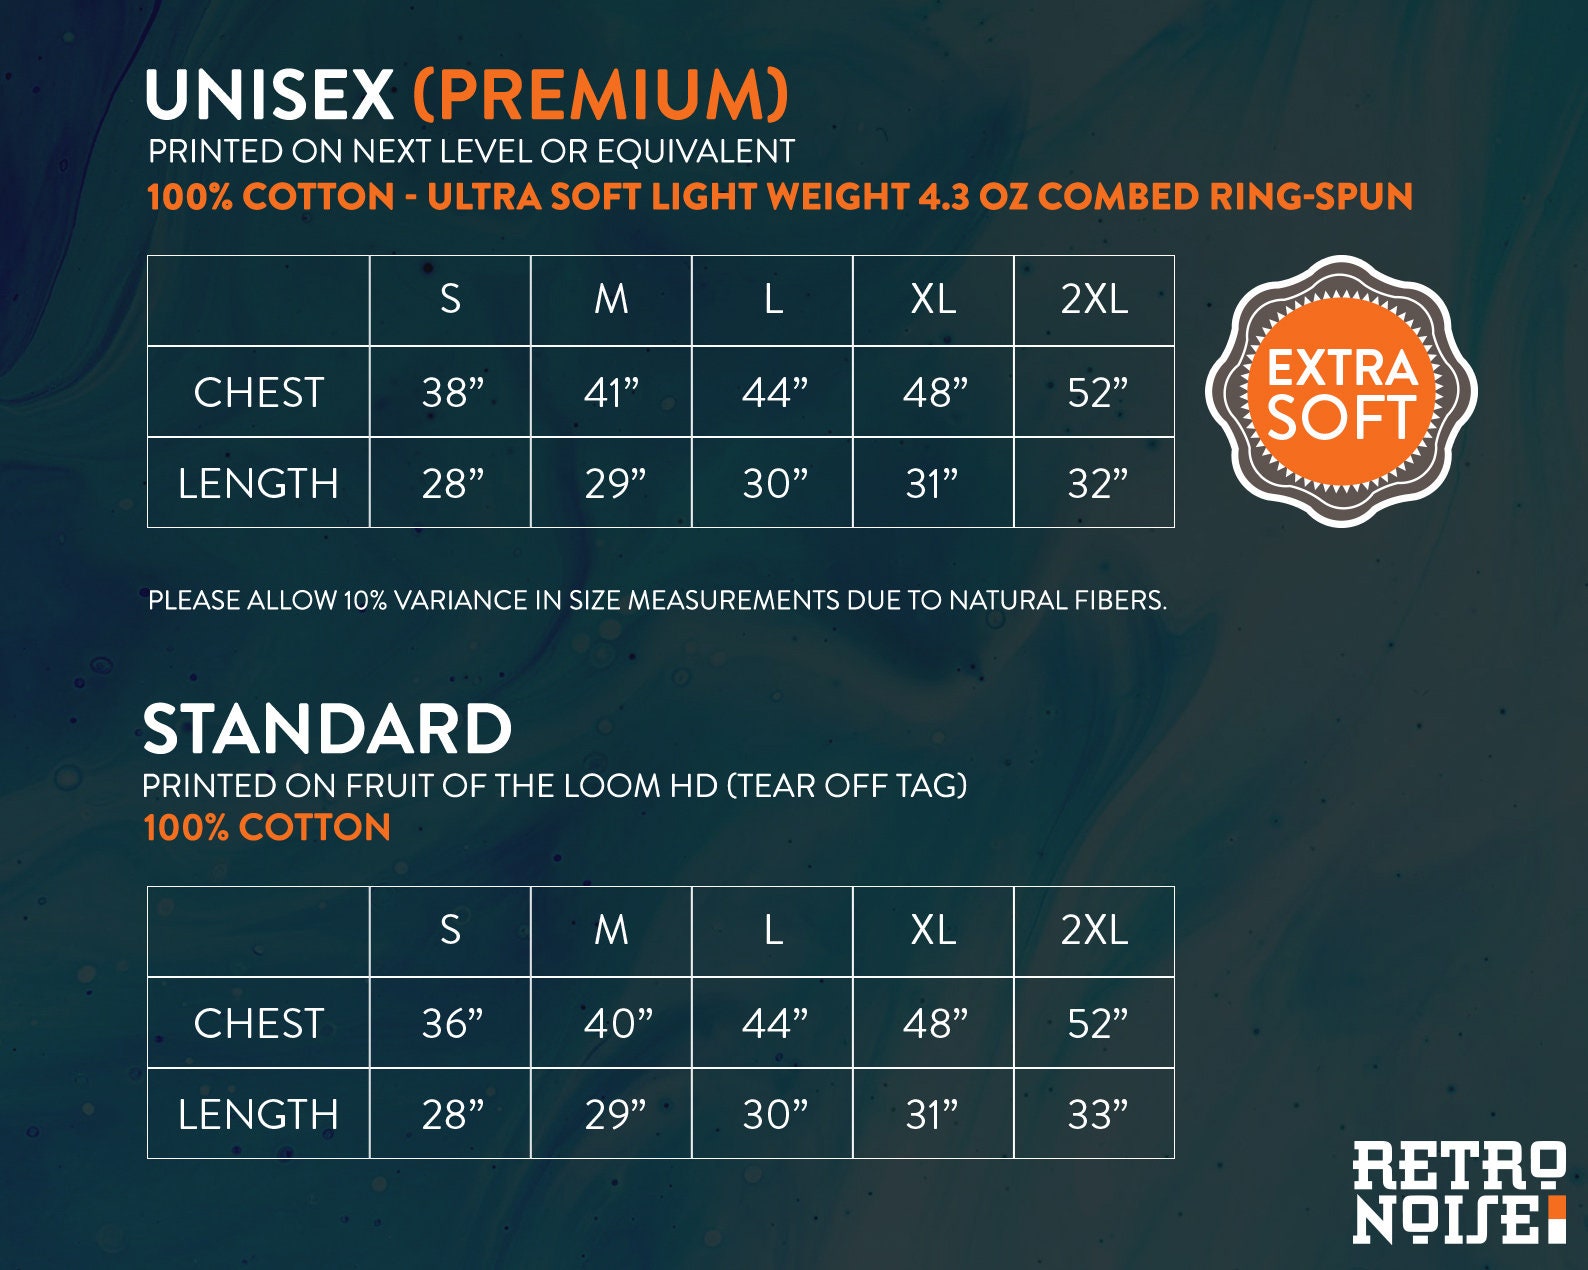 UNISEX (PREMIUM)
PRINTED ON NEXT LEVEL OR EQUIVALENT
100% COTTON - ULTRA SOFT LIGHT WEIGHT 4.3 OZ COMBED RING-SPUN
S M L XL 2XL
CHEST 38” 41” 44” 48” 52”
LENGTH 28” 29” 30” 31” 32”
EXTRA
SOFT
PLEASE ALLOW 10% VARIANCE IN SIZE MEASUREMENTS DUE TO NATURAL FIBERS.
STANDARD
PRINTED ON FRUIT OF THE LOOM HD (TEAR OFF TAG)
100% COTTON
S M L XL 2XL
CHEST 36” 40” 44” 48” 52”
LENGTH 28” 29” 30” 31” 33”
RETRO
NOISE